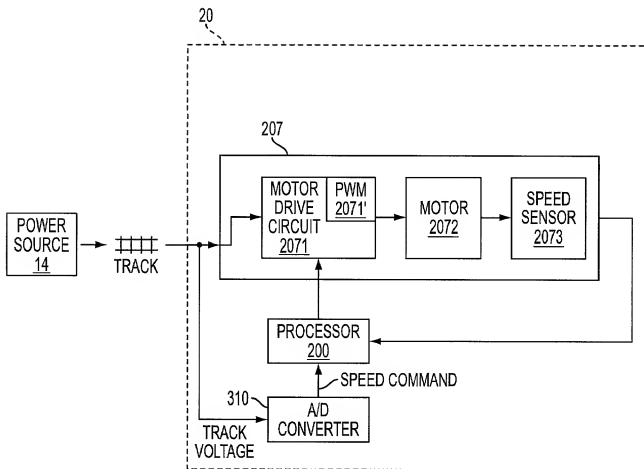 20
207
MOTOR
DRIVE
CIRCUIT
2071
PWM
2071'
MOTOR
2072
SPEED
SENSOR
2073
POWER
SOURCE
14
TRACK
PROCESSOR
200
SPEED COMMAND
310
A/D
CONVERTER
TRACK
VOLTAGE